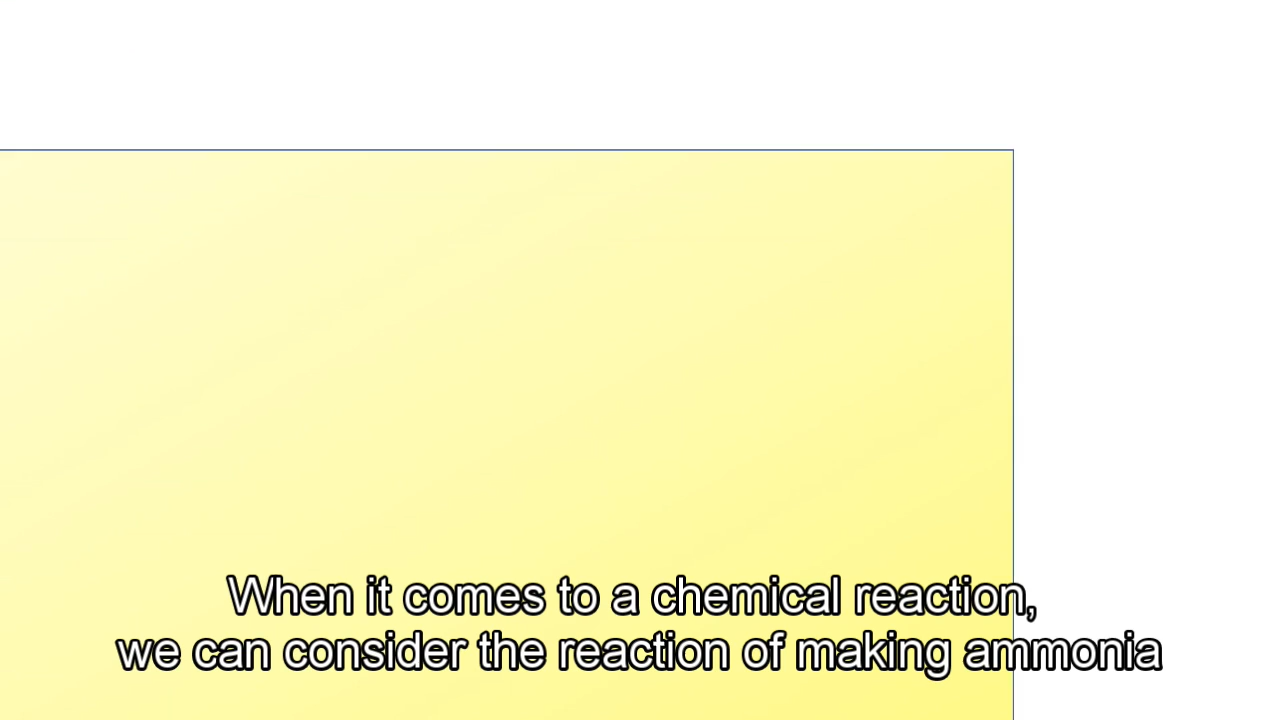 When it comes to a chemical reaction,
we can consider the reaction of making ammonia